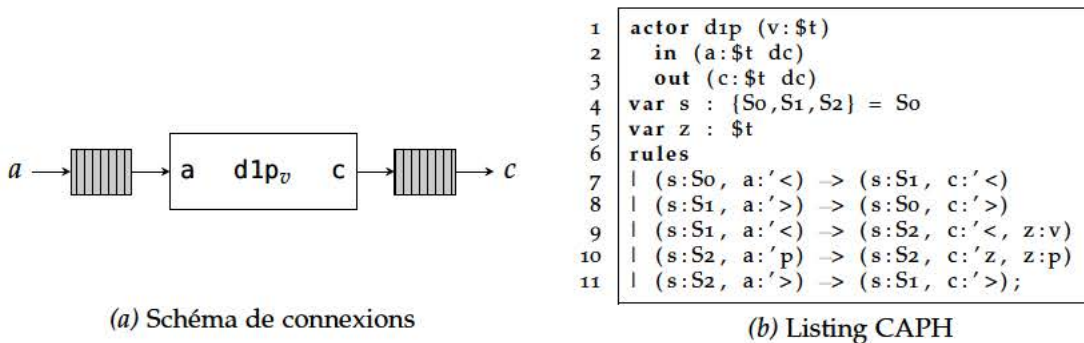 a
a d1pv c
c
(a) Schéma de connexions
1 actor d1p (v:$t)
2 in (a:$t dc)
3 out (c:$t dc)
4 var s : {S0,S1,S2} = S0
5 var z : $t
6 rules
7 | (s:S0, a:'<) -> (s:S1, c:'<)
8 | (s:S1, a:'>) -> (s:S0, c:'>)
9 | (s:S1, a:'<) -> (s:S2, c:'<, z:v)
10 | (s:S2, a:'p) -> (s:S2, c:'z, z:p)
11 | (s:S2, a:'>) -> (s:S1, c:'>);
(b) Listing CAPH